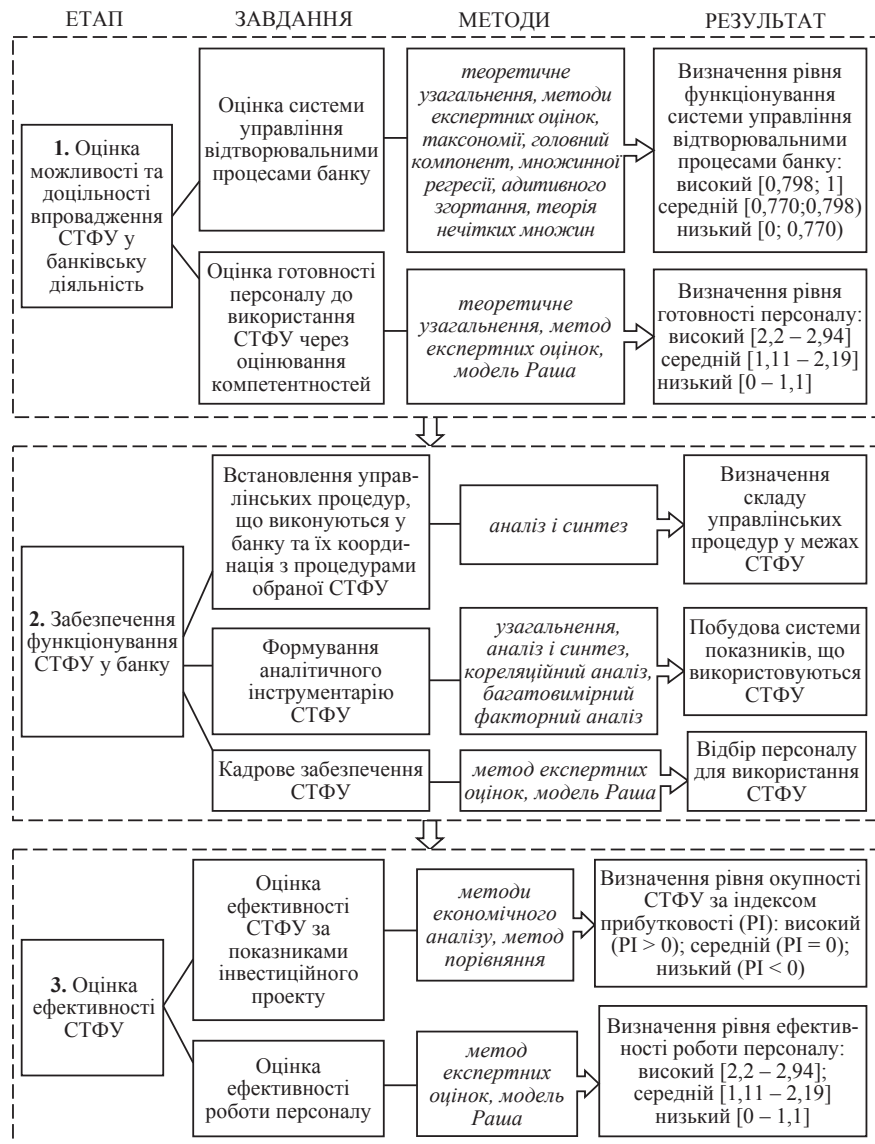 ЕТАП
ЗАВДАННЯ
МЕТОДИ
РЕЗУЛЬТАТ
1. Оцінка
можливості та
доцільності
впровадження
СТФУ у
банківську
діяльність
Оцінка системи
управління
відтворювальними
процесами банку
теоретичне
узагальнення, методи
експертних оцінок,
таксономії, головний
компонент, множинної
регресії, адитивного
згортання, теорія
нечітких множин
Визначення рівня
функціонування
системи управління
відтворювальними
процесами банку:
високий [0,798; 1]
середній [0,770;0,798)
низький [0; 0,770)
Оцінка готовності
персоналу до
використання
СТФУ через
оцінювання
компетентностей
теоретичне
узагальнення, метод
експертних оцінок,
модель Раша
Визначення рівня
готовності персоналу:
високий [2,2 – 2,94]
середній [1,11 – 2,19]
низький [0 – 1,1]
2. Забезпечення
функціонування
СТФУ у банку
Встановлення управ-
лінських процедур,
що виконуються у
банку та їх коорди-
нація з процедурами
обраної СТФУ
аналіз і синтез
Визначення
складу
управлінських
процедур у межах
СТФУ
Формування
аналітичного
інструментарію
СТФУ
узагальнення,
аналіз і синтез,
кореляційний аналіз,
багатовимірний
факторний аналіз
Побудова системи
показників, що
використовуються
СТФУ
Кадрове забезпечення
СТФУ
метод експертних
оцінок, модель Раша
Відбір персоналу
для використання
СТФУ
3. Оцінка
ефективності
СТФУ
Оцінка
ефективності
СТФУ за
показниками
інвестиційного
проекту
методи
економічного
аналізу, метод
порівняння
Визначення рівня окупності
СТФУ за індексом
прибутковості (PI): високий
(PI > 0); середній (PI = 0);
низький (PI < 0)
Оцінка
ефективності
роботи персоналу
метод
експертних
оцінок, модель
Раша
Визначення рівня ефектив-
ності роботи персоналу:
високий [2,2 – 2,94];
середній [1,11 – 2,19]
низький [0 – 1,1]